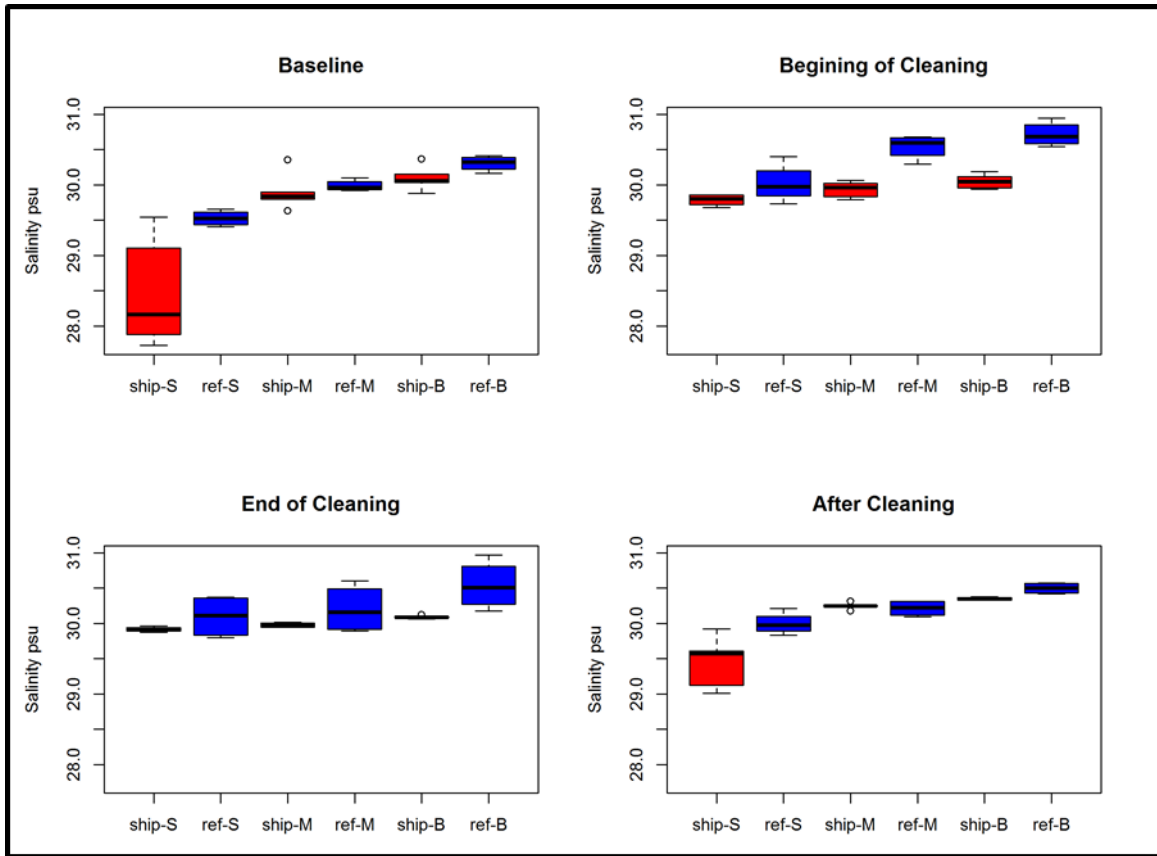 Baseline
Salinity psu
31.0
30.0
29.0
28.0
ship-S ref-S ship-M ref-M ship-B ref-B
Begining of Cleaning
Salinity psu
31.0
30.0
29.0
28.0
ship-S ref-S ship-M ref-M ship-B ref-B
End of Cleaning
Salinity psu
31.0
30.0
29.0
28.0
ship-S ref-S ship-M ref-M ship-B ref-B
After Cleaning
Salinity psu
31.0
30.0
29.0
28.0
ship-S ref-S ship-M ref-M ship-B ref-B